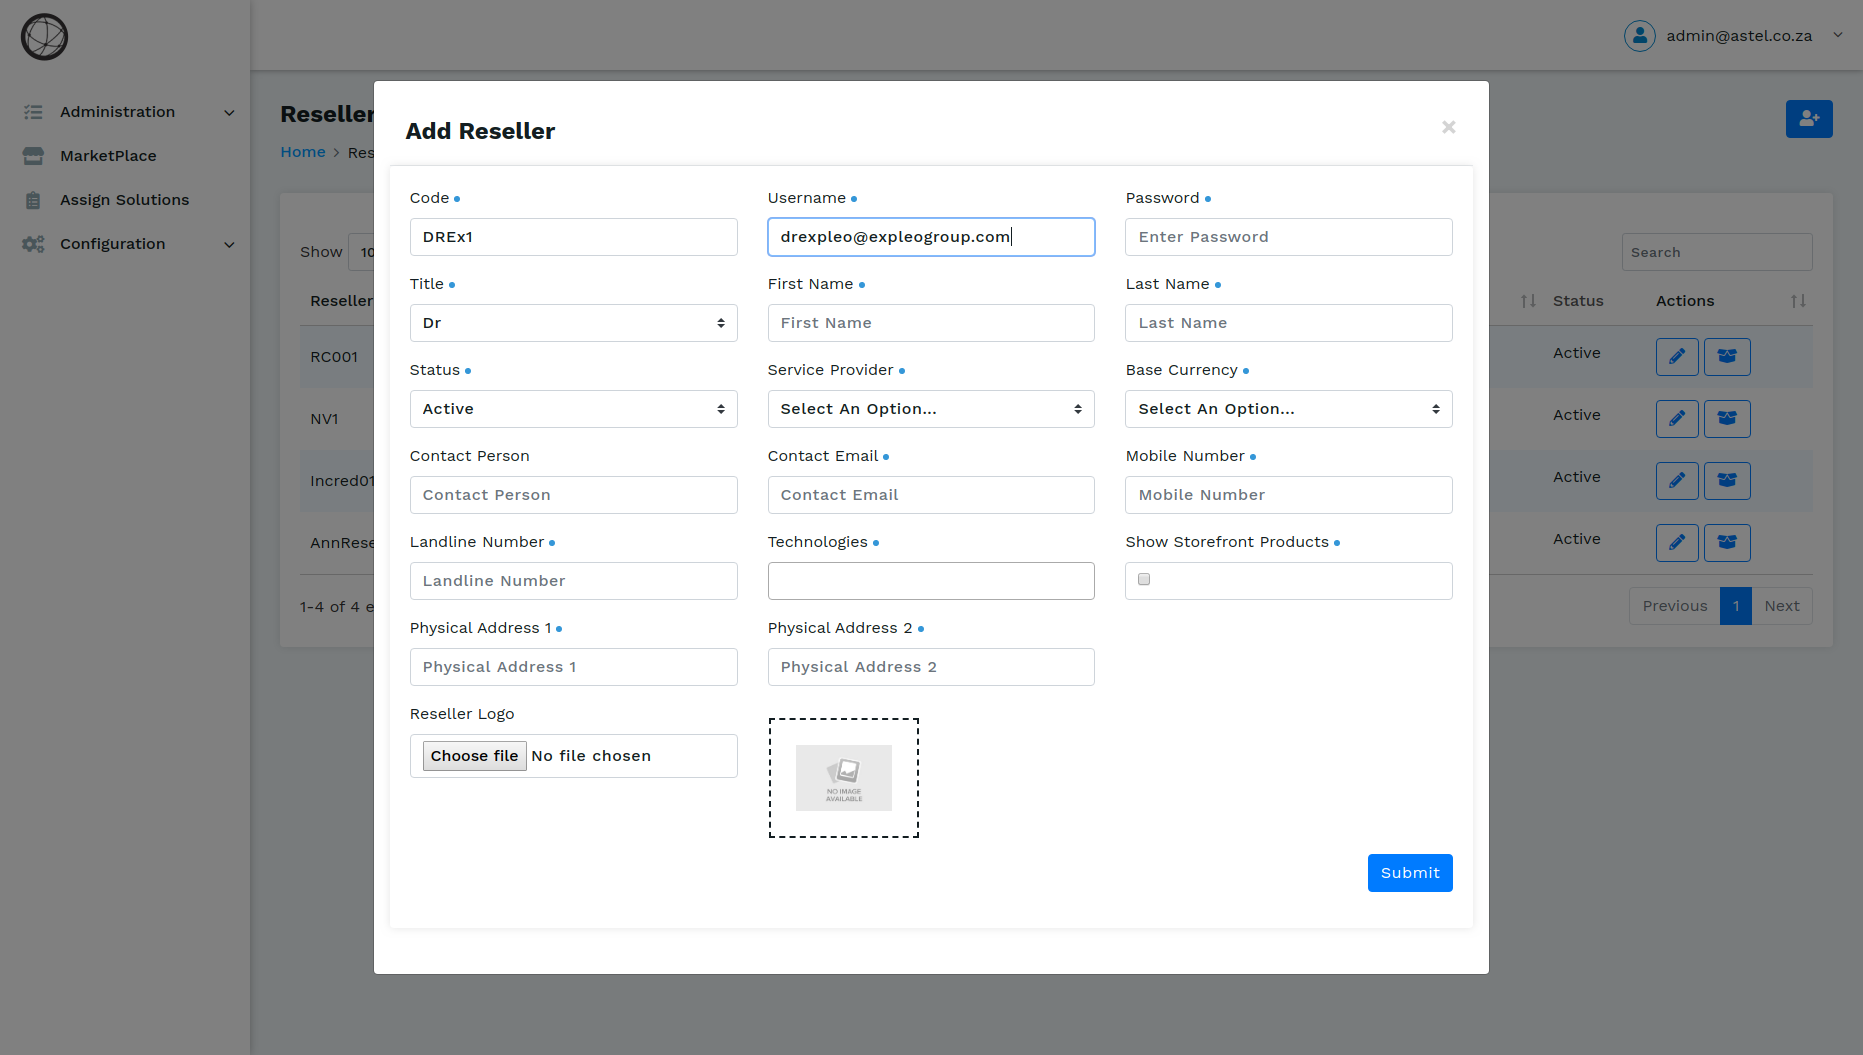 admin@astel.co.za
Administration
MarketPlace
Assign Solutions
Configuration
Reseller
Home > Res
Show 10
Search
Reseller
Status
Actions
RC001
Active
NV1
Active
Incred01
Active
AnnRese
Active
1-4 of 4 e
Previous 1 Next
Add Reseller
×
Code
Username
Password
DREx1
drexpleo@expleogroup.com
Enter Password
Title
First Name
Last Name
Dr
First Name
Last Name
Status
Service Provider
Base Currency
Active
Select An Option...
Select An Option...
Contact Person
Contact Email
Mobile Number
Contact Person
Contact Email
Mobile Number
Landline Number
Technologies
Show Storefront Products
Landline Number
Physical Address 1
Physical Address 2
Physical Address 1
Physical Address 2
Reseller Logo
Choose file No file chosen
NO IMAGE
AVAILABLE
Submit